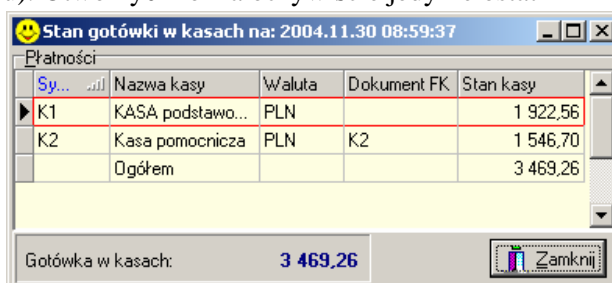 Stan gotówki w kasach na: 2004.11.30 08:59:37
Płatności
Sy... Nazwa kasy Waluta Dokument FK Stan kasy
K1 KASA podstawo... PLN 1 922,56
K2 Kasa pomocnicza PLN K2 1 546,70
Ogółem 3 469,26
Gotówka w kasach: 3 469,26 Zamknij